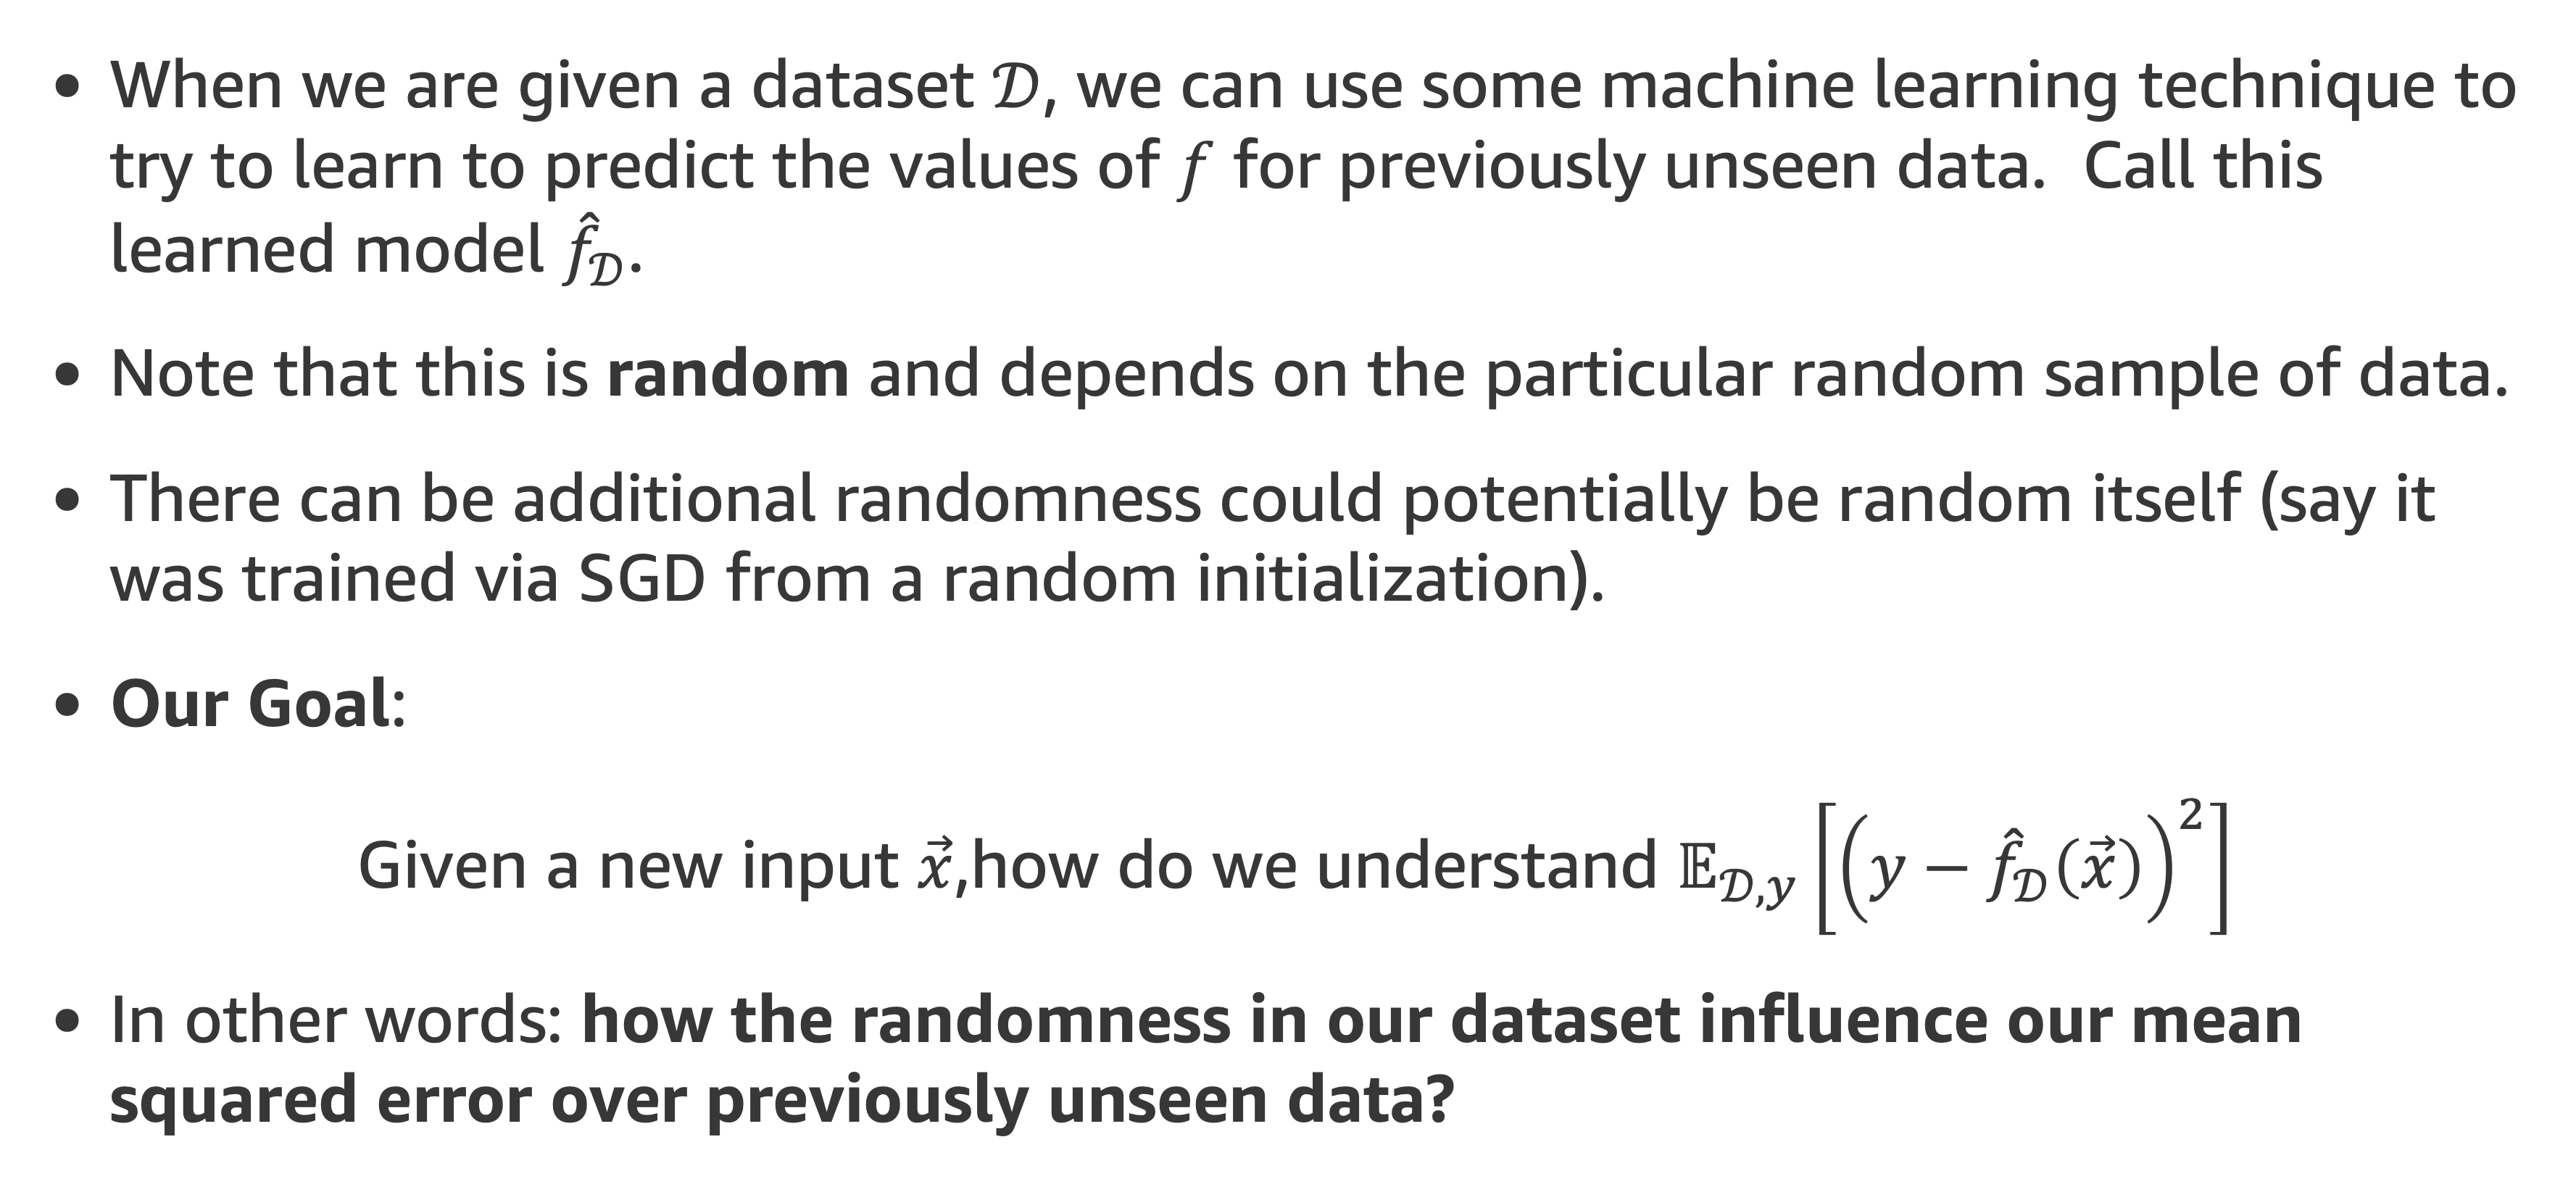 • When we are given a dataset 𝒟, we can use some machine learning technique to
try to learn to predict the values of f for previously unseen data.  Call this
learned model f̂_𝒟.
• Note that this is random and depends on the particular random sample of data.
• There can be additional randomness could potentially be random itself (say it
was trained via SGD from a random initialization).
• Our Goal:
Given a new input x⃗,how do we understand 𝔼_{𝒟,y} [(y − f̂_𝒟(x⃗))²]
• In other words: how the randomness in our dataset influence our mean
squared error over previously unseen data?